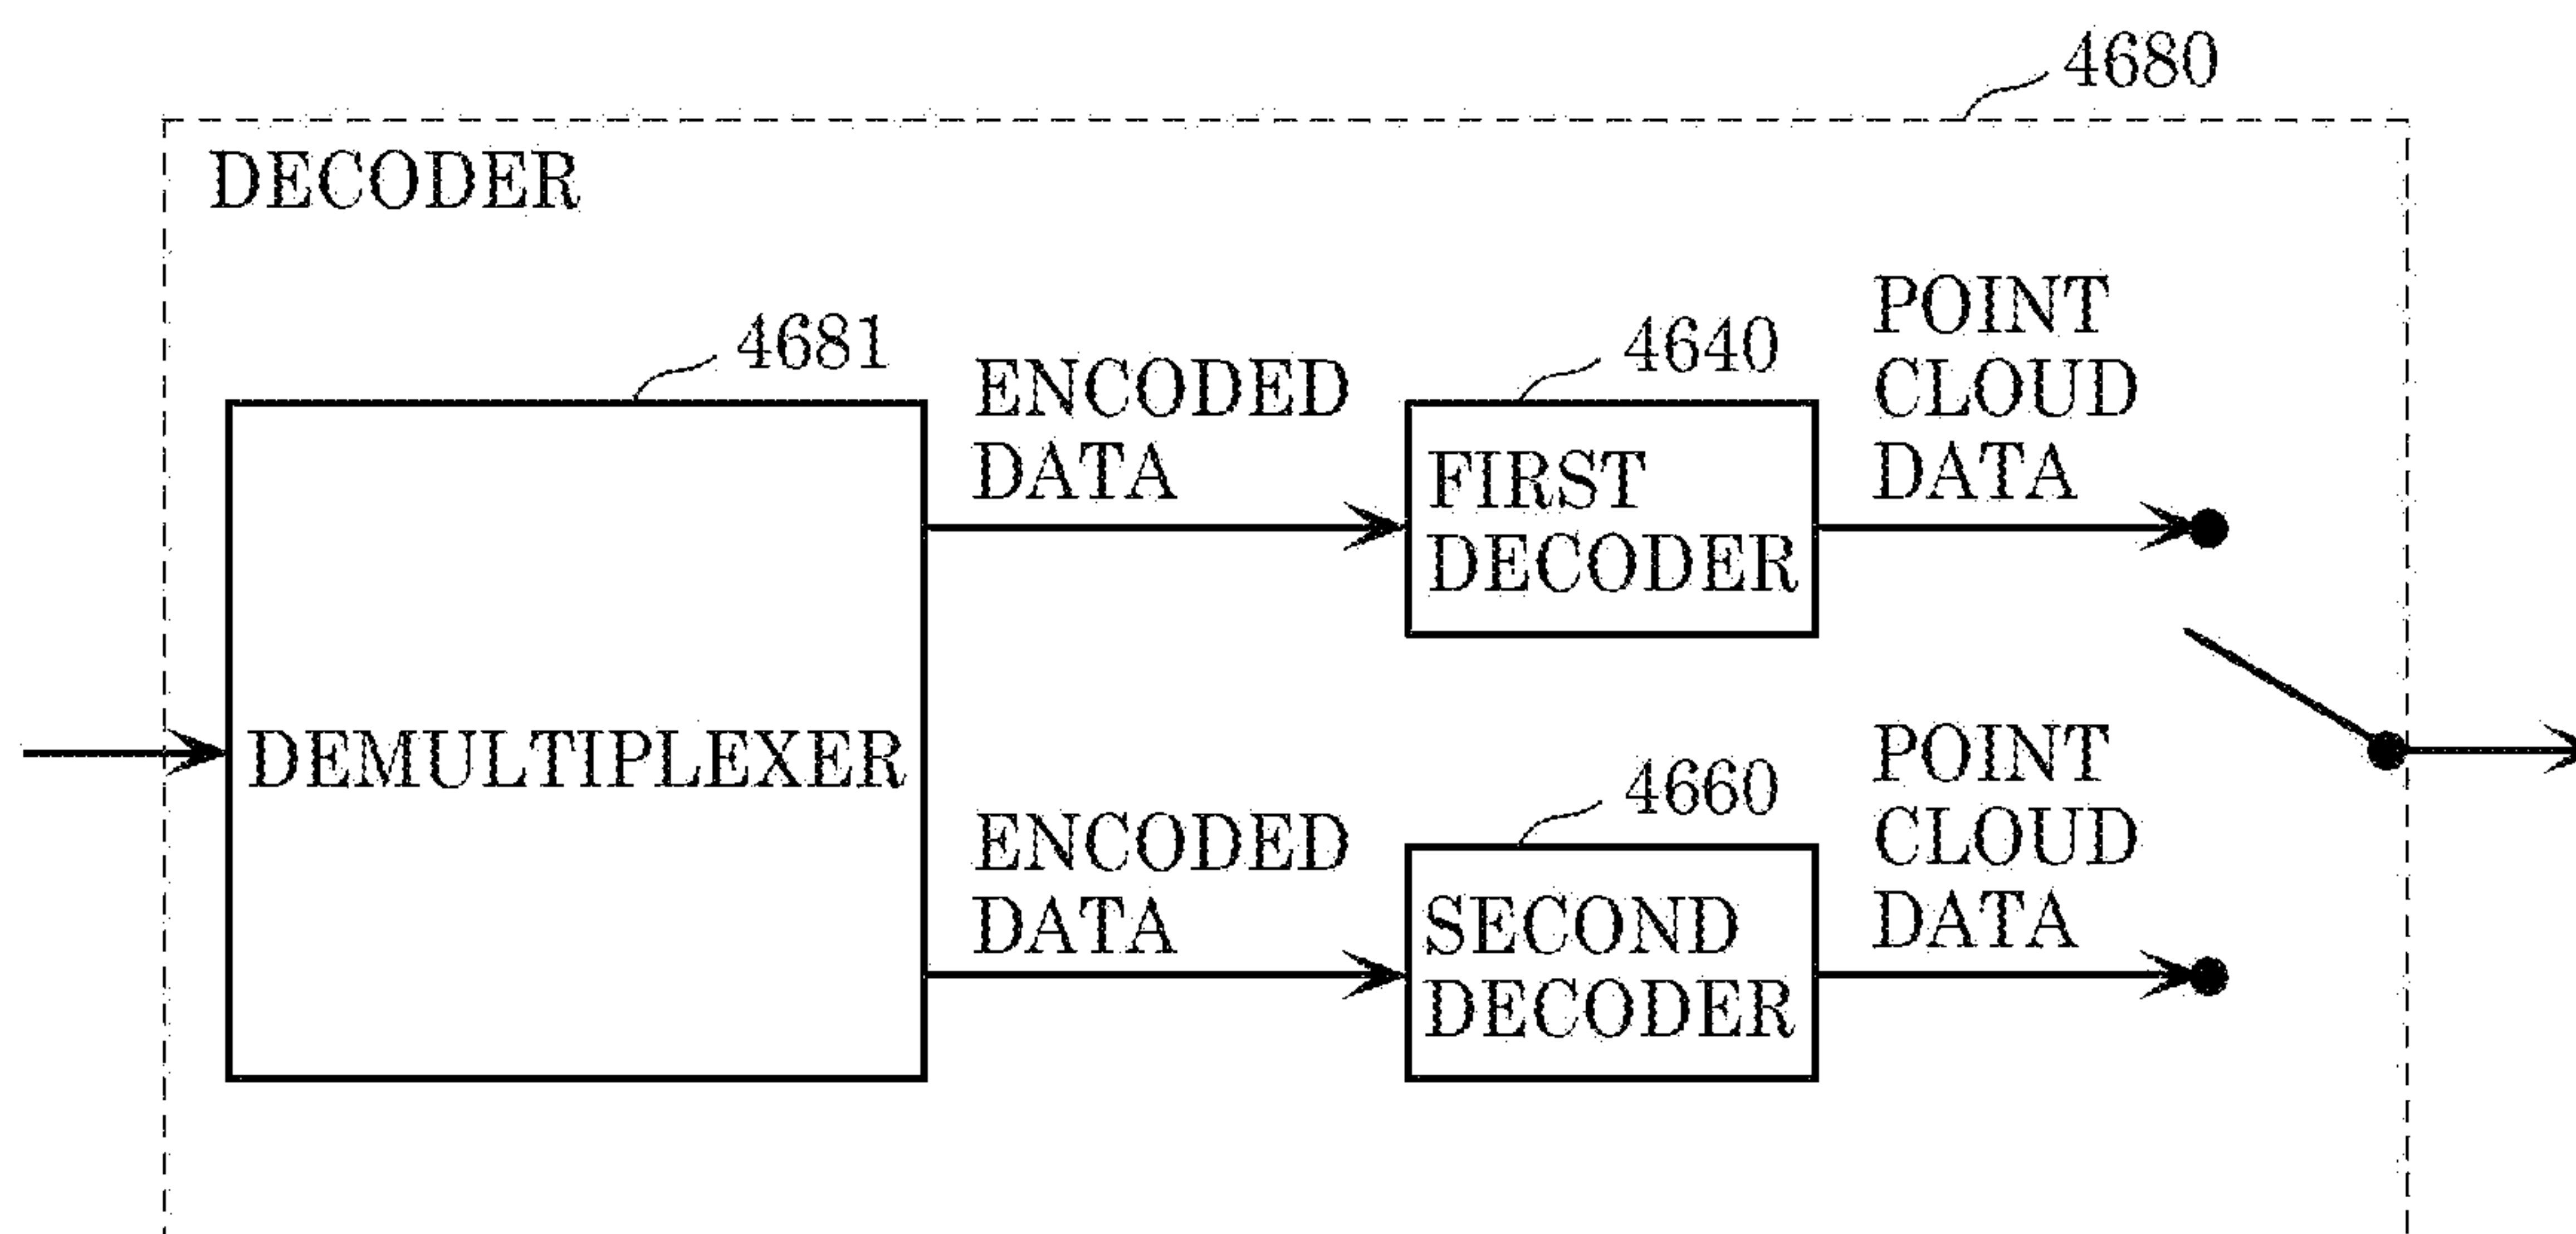 4680
DECODER
4681
ENCODED
DATA
4640
FIRST
DECODER
POINT
CLOUD
DATA
DEMULTIPLEXER
ENCODED
DATA
4660
SECOND
DECODER
POINT
CLOUD
DATA